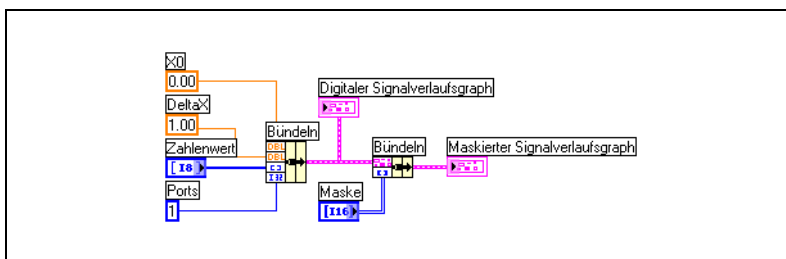 X0
0.00
Digitaler Signalverlaufsgraph
DeltaX
1.00
Bündeln
Bündeln
Maskierter Signalverlaufsgraph
DBL
DBL
Zahlenwert
[I8
I32
Ports
1
Maske
[I16